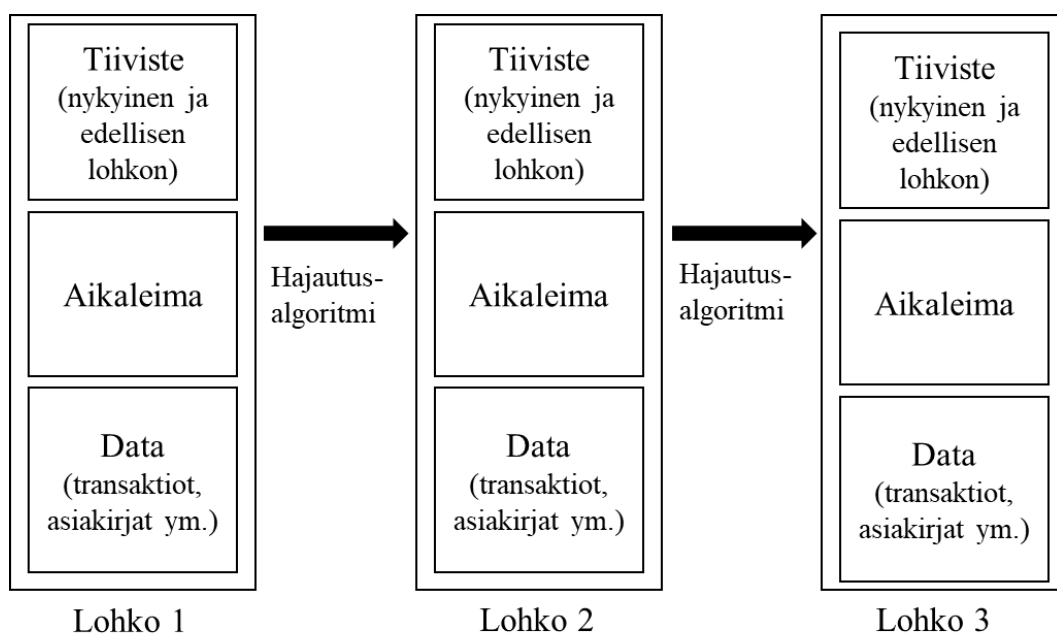 Tiiviste
(nykyinen ja
edellisen
lohkon)
Aikaleima
Data
(transaktiot,
asiakirjat ym.)
Lohko 1
Hajautus-
algoritmi
Tiiviste
(nykyinen ja
edellisen
lohkon)
Aikaleima
Data
(transaktiot,
asiakirjat ym.)
Lohko 2
Hajautus-
algoritmi
Tiiviste
(nykyinen ja
edellisen
lohkon)
Aikaleima
Data
(transaktiot,
asiakirjat ym.)
Lohko 3